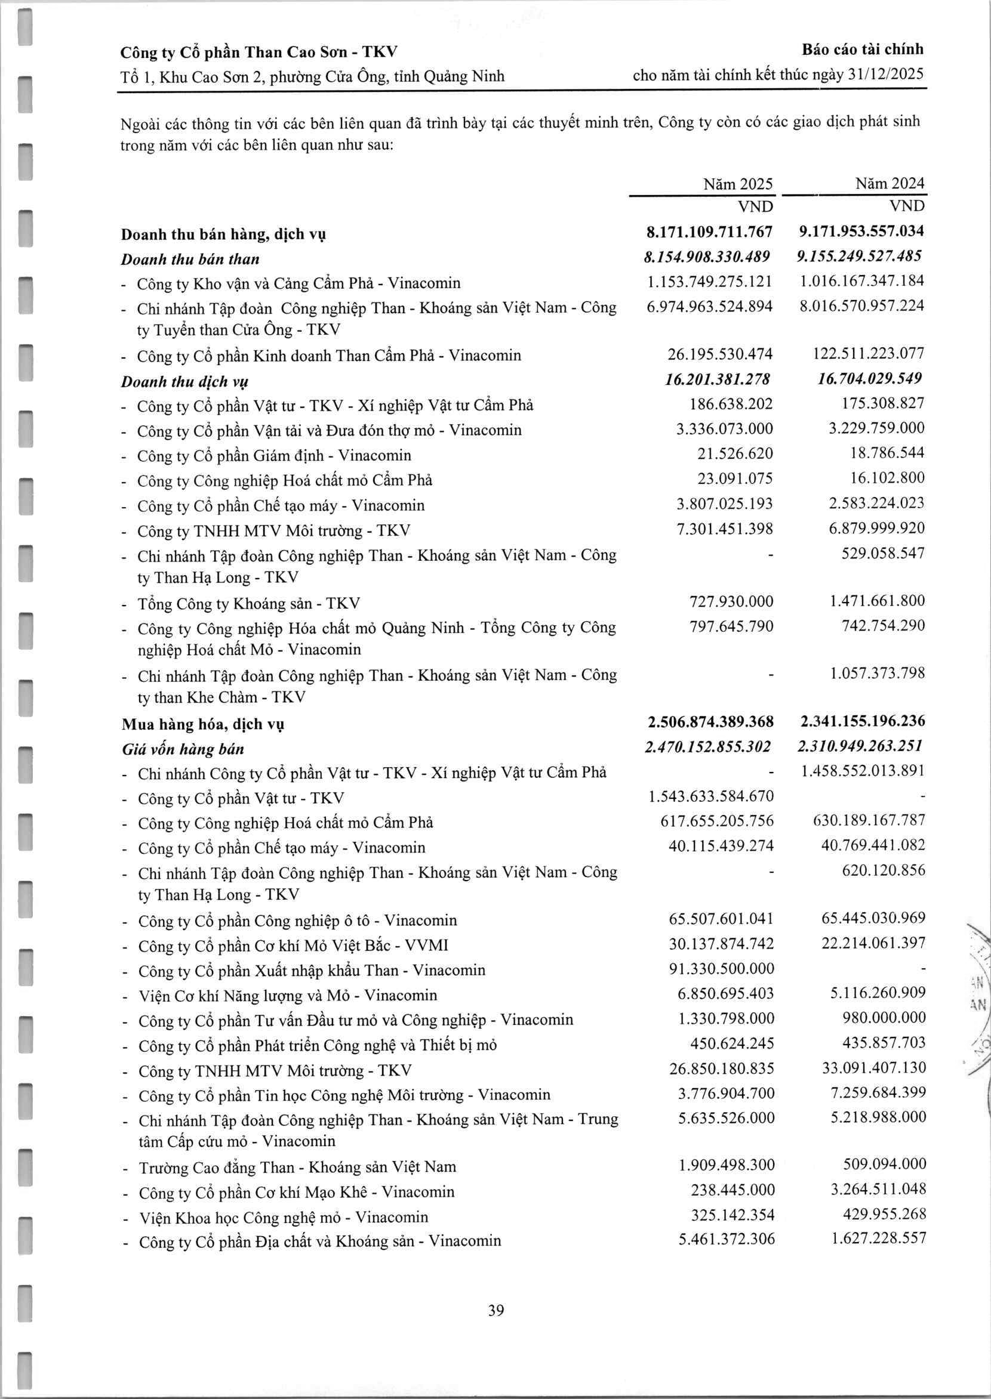 Công ty Cổ phần Than Cao Sơn - TKV Báo cáo tài chính
Tổ 1, Khu Cao Sơn 2, phường Cửa Ông, tỉnh Quảng Ninh cho năm tài chính kết thúc ngày 31/12/2025
Ngoài các thông tin với các bên liên quan đã trình bày tại các thuyết minh trên, Công ty còn có các giao dịch phát sinh
trong năm với các bên liên quan như sau:
Năm 2025 Năm 2024
VND VND
Doanh thu bán hàng, dịch vụ 8.171.109.711.767 9.171.953.557.034
Doanh thu bán than 8.154.908.330.489 9.155.249.527.485
- Công ty Kho vận và Cảng Cẩm Phả - Vinacomin 1.153.749.275.121 1.016.167.347.184
- Chi nhánh Tập đoàn Công nghiệp Than - Khoáng sản Việt Nam - Công 6.974.963.524.894 8.016.570.957.224
ty Tuyển than Cửa Ông - TKV
- Công ty Cổ phần Kinh doanh Than Cẩm Phả - Vinacomin 26.195.530.474 122.511.223.077
Doanh thu dịch vụ 16.201.381.278 16.704.029.549
- Công ty Cổ phần Vật tư - TKV - Xí nghiệp Vật tư Cẩm Phả 186.638.202 175.308.827
- Công ty Cổ phần Vận tải và Đưa đón thợ mỏ - Vinacomin 3.336.073.000 3.229.759.000
- Công ty Cổ phần Giám định - Vinacomin 21.526.620 18.786.544
- Công ty Công nghiệp Hoá chất mỏ Cẩm Phả 23.091.075 16.102.800
- Công ty Cổ phần Chế tạo máy - Vinacomin 3.807.025.193 2.583.224.023
- Công ty TNHH MTV Môi trường - TKV 7.301.451.398 6.879.999.920
- Chi nhánh Tập đoàn Công nghiệp Than - Khoáng sản Việt Nam - Công - 529.058.547
ty Than Hạ Long - TKV
- Tổng Công ty Khoáng sản - TKV 727.930.000 1.471.661.800
- Công ty Công nghiệp Hóa chất mỏ Quảng Ninh - Tổng Công ty Công 797.645.790 742.754.290
nghiệp Hoá chất Mỏ - Vinacomin
- Chi nhánh Tập đoàn Công nghiệp Than - Khoáng sản Việt Nam - Công - 1.057.373.798
ty than Khe Chàm - TKV
Mua hàng hóa, dịch vụ 2.506.874.389.368 2.341.155.196.236
Giá vốn hàng bán 2.470.152.855.302 2.310.949.263.251
- Chi nhánh Công ty Cổ phần Vật tư - TKV - Xí nghiệp Vật tư Cẩm Phả - 1.458.552.013.891
- Công ty Cổ phần Vật tư - TKV 1.543.633.584.670 -
- Công ty Công nghiệp Hoá chất mỏ Cẩm Phả 617.655.205.756 630.189.167.787
- Công ty Cổ phần Chế tạo máy - Vinacomin 40.115.439.274 40.769.441.082
- Chi nhánh Tập đoàn Công nghiệp Than - Khoáng sản Việt Nam - Công - 620.120.856
ty Than Hạ Long - TKV
- Công ty Cổ phần Công nghiệp ô tô - Vinacomin 65.507.601.041 65.445.030.969
- Công ty Cổ phần Cơ khí Mỏ Việt Bắc - VVMI 30.137.874.742 22.214.061.397
- Công ty Cổ phần Xuất nhập khẩu Than - Vinacomin 91.330.500.000 -
- Viện Cơ khí Năng lượng và Mỏ - Vinacomin 6.850.695.403 5.116.260.909
- Công ty Cổ phần Tư vấn Đầu tư mỏ và Công nghiệp - Vinacomin 1.330.798.000 980.000.000
- Công ty Cổ phần Phát triển Công nghệ và Thiết bị mỏ 450.624.245 435.857.703
- Công ty TNHH MTV Môi trường - TKV 26.850.180.835 33.091.407.130
- Công ty Cổ phần Tin học Công nghệ Môi trường - Vinacomin 3.776.904.700 7.259.684.399
- Chi nhánh Tập đoàn Công nghiệp Than - Khoáng sản Việt Nam - Trung 5.635.526.000 5.218.988.000
tâm Cấp cứu mỏ - Vinacomin
- Trường Cao đẳng Than - Khoáng sản Việt Nam 1.909.498.300 509.094.000
- Công ty Cổ phần Cơ khí Mạo Khê - Vinacomin 238.445.000 3.264.511.048
- Viện Khoa học Công nghệ mỏ - Vinacomin 325.142.354 429.955.268
- Công ty Cổ phần Địa chất và Khoáng sản - Vinacomin 5.461.372.306 1.627.228.557
39